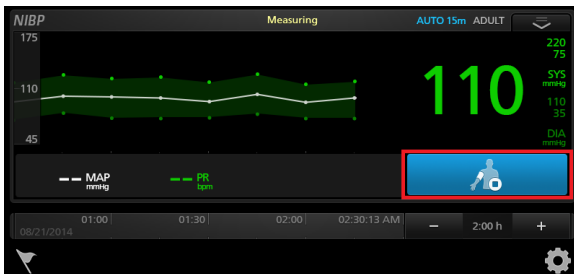 NIBP Measuring AUTO 15m ADULT
175
110
45
110
220
75
SYS
mmHg
110
35
DIA
mmHg
-- MAP
mmHg
-- PR
bpm
01:00 01:30 02:00 02:30:13 AM
08/21/2014
− 2:00 h +